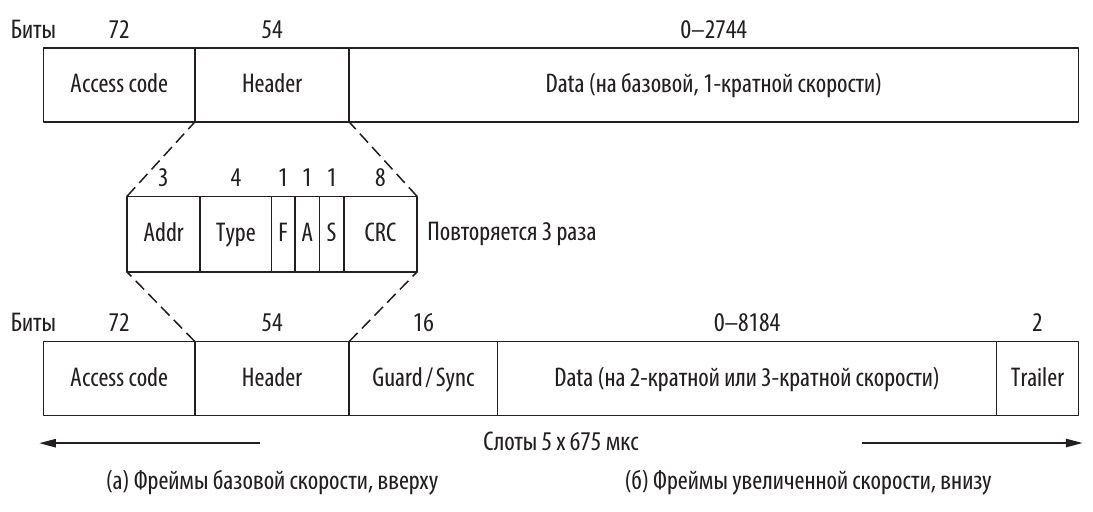 Биты 72 54 0–2744
Access code Header Data (на базовой, 1-кратной скорости)
3 4 1 1 1 8
Addr Type F A S CRC Повторяется 3 раза
Биты 72 54 16 0–8184 2
Access code Header Guard / Sync Data (на 2-кратной или 3-кратной скорости) Trailer
Слоты 5 x 675 мкс
(а) Фреймы базовой скорости, вверху (б) Фреймы увеличенной скорости, внизу